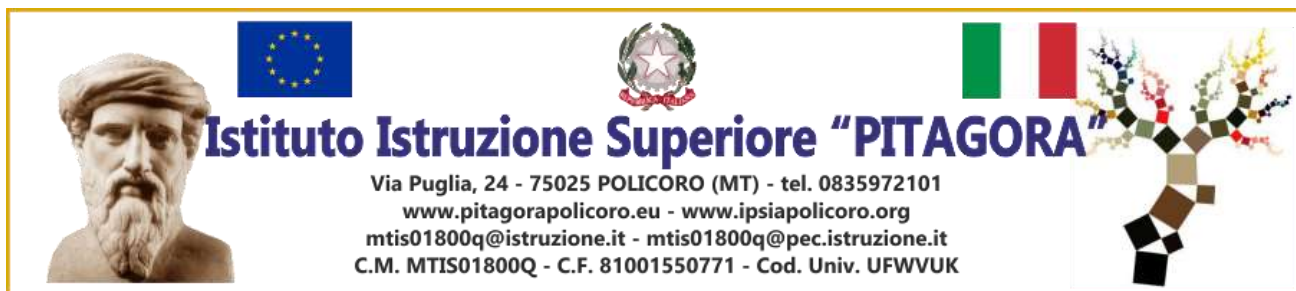 Istituto Istruzione Superiore “PITAGORA”
Via Puglia, 24 - 75025 POLICORO (MT) - tel. 0835972101
www.pitagorapolicoro.eu - www.ipsiapolicoro.org
mtis01800q@istruzione.it - mtis01800q@pec.istruzione.it
C.M. MTIS01800Q - C.F. 81001550771 - Cod. Univ. UFWVUK